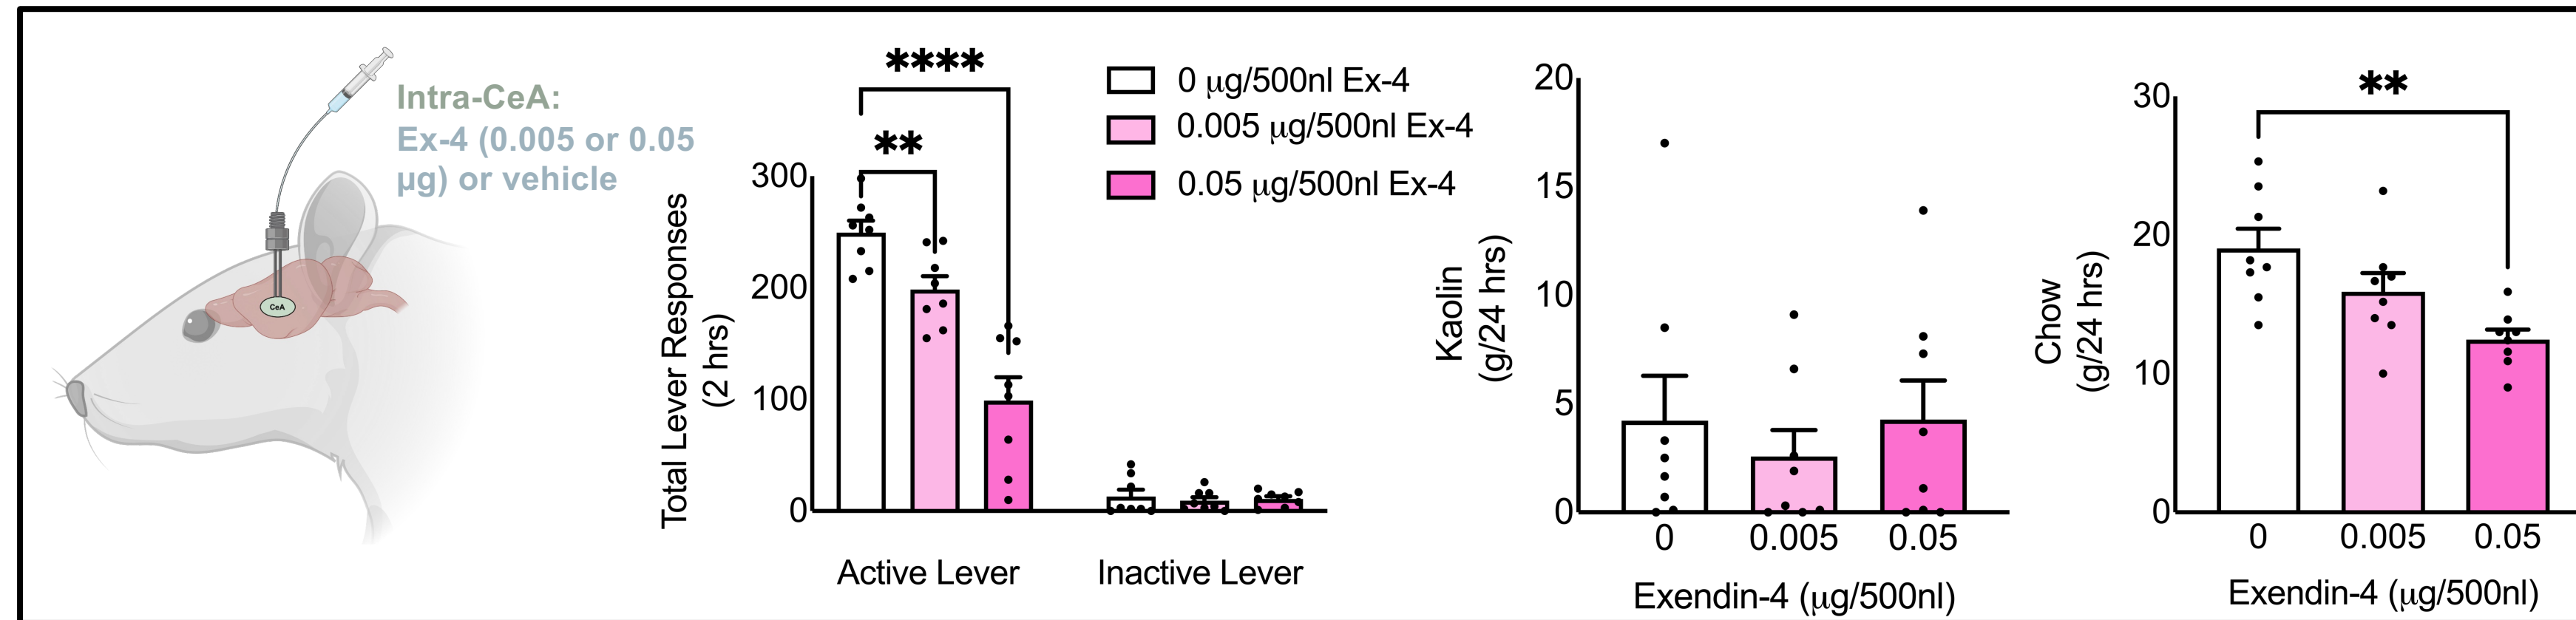 Intra-CeA:
Ex-4 (0.005 or 0.05
µg) or vehicle
CeA
Total Lever Responses
(2 hrs)
300
200
100
0
****
**
Active Lever
Inactive Lever
0 µg/500nl Ex-4
0.005 µg/500nl Ex-4
0.05 µg/500nl Ex-4
Kaolin
(g/24 hrs)
20
15
10
5
0
0
0.005
0.05
Exendin-4 (µg/500nl)
Chow
(g/24 hrs)
30
20
10
0
**
0
0.005
0.05
Exendin-4 (µg/500nl)